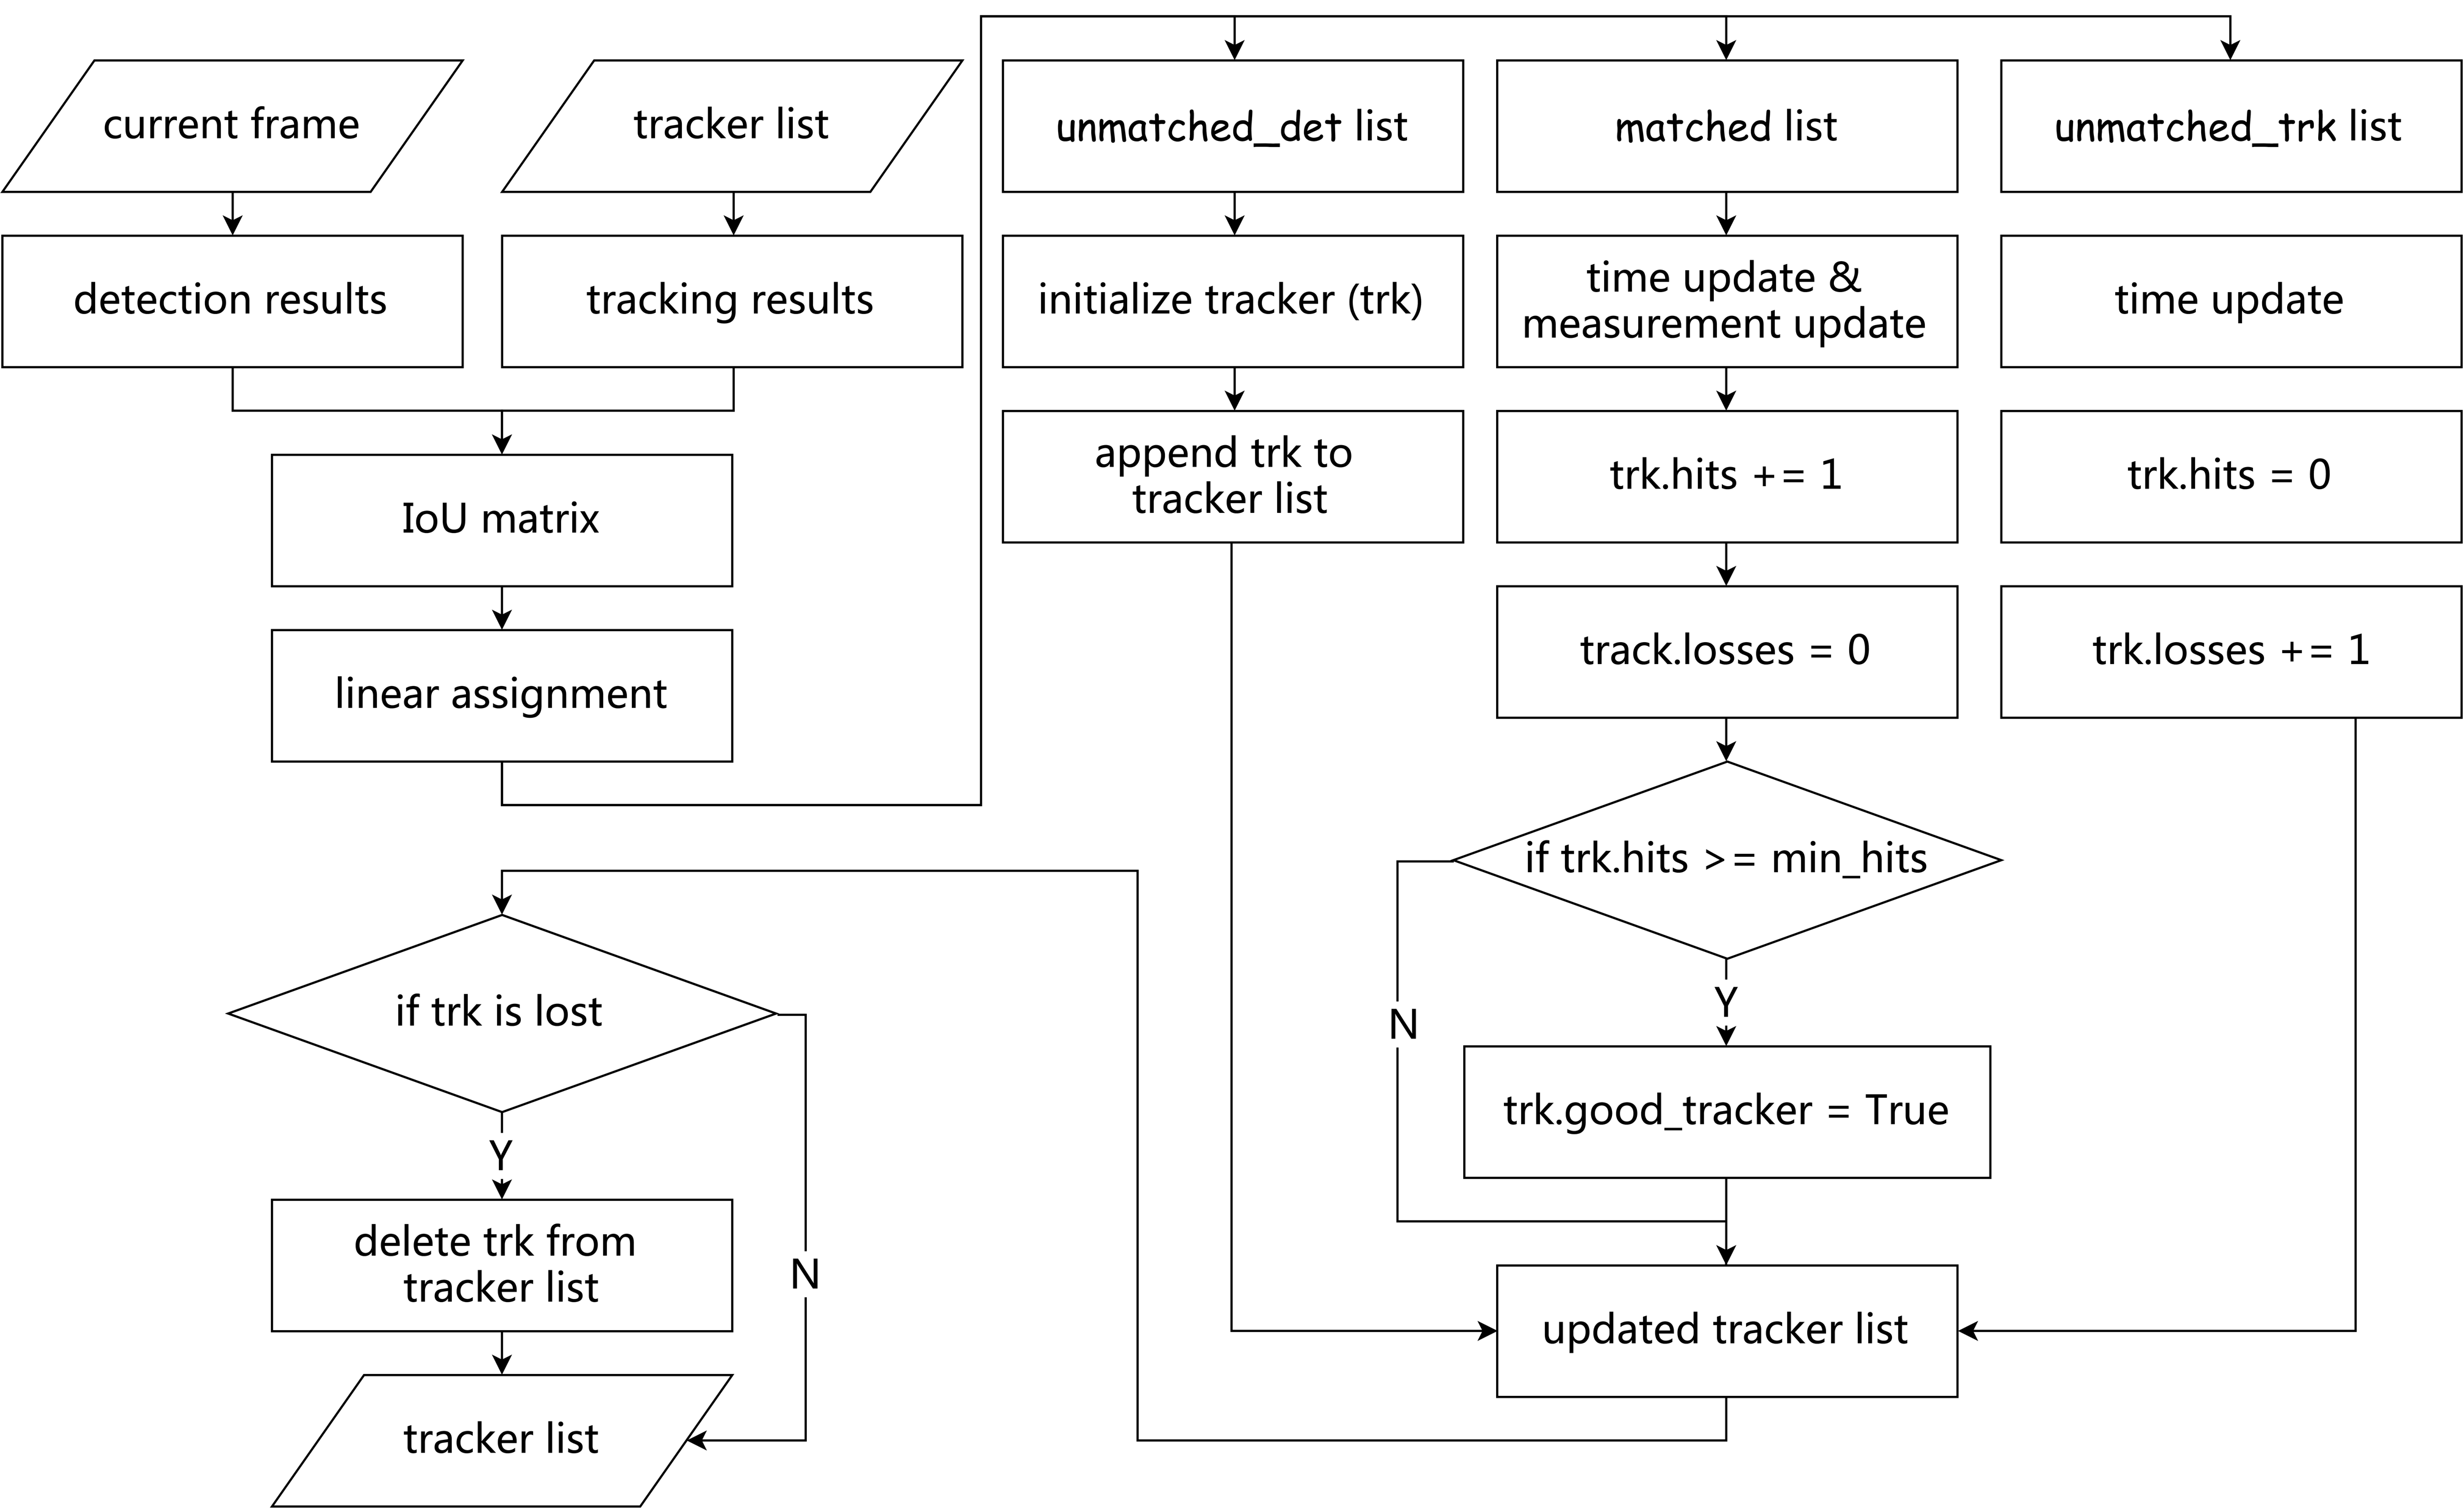 current frame
tracker list
detection results
tracking results
IoU matrix
linear assignment
unmatched_det list
initialize tracker (trk)
append trk to
tracker list
matched list
time update &
measurement update
trk.hits += 1
track.losses = 0
if trk.hits >= min_hits
Y
N
trk.good_tracker = True
unmatched_trk list
time update
trk.hits = 0
trk.losses += 1
updated tracker list
if trk is lost
Y
N
delete trk from
tracker list
tracker list